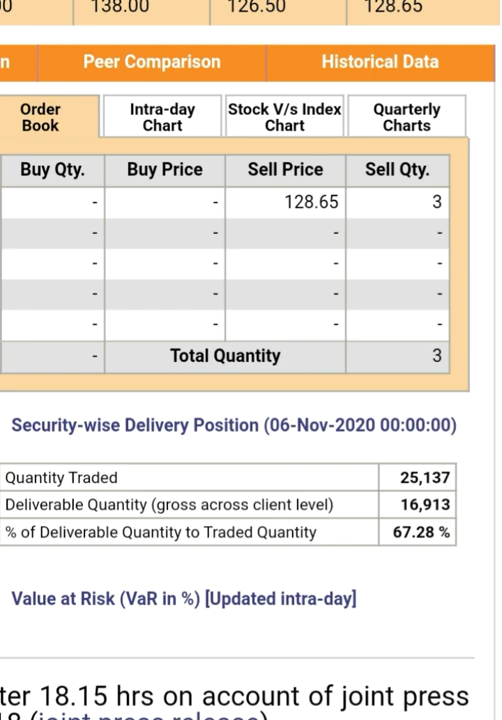 138.00 126.50 128.65
Peer Comparison Historical Data
Order Book Intra-day Chart Stock V/s Index Chart Quarterly Charts
Buy Qty. Buy Price Sell Price Sell Qty.
- - 128.65 3
- - - -
- - - -
- - - -
- - - -
- Total Quantity 3
Security-wise Delivery Position (06-Nov-2020 00:00:00)
Quantity Traded 25,137
Deliverable Quantity (gross across client level) 16,913
% of Deliverable Quantity to Traded Quantity 67.28 %
Value at Risk (VaR in %) [Updated intra-day]
ter 18.15 hrs on account of joint press
(joint press release)